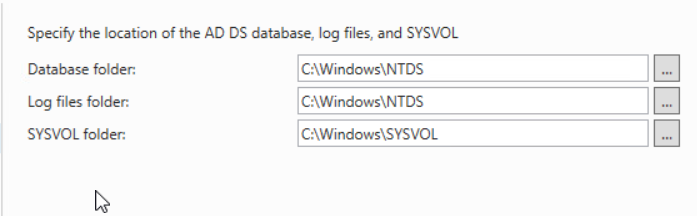 Specify the location of the AD DS database, log files, and SYSVOL
Database folder: C:\Windows\NTDS ...
Log files folder: C:\Windows\NTDS ...
SYSVOL folder: C:\Windows\SYSVOL ...